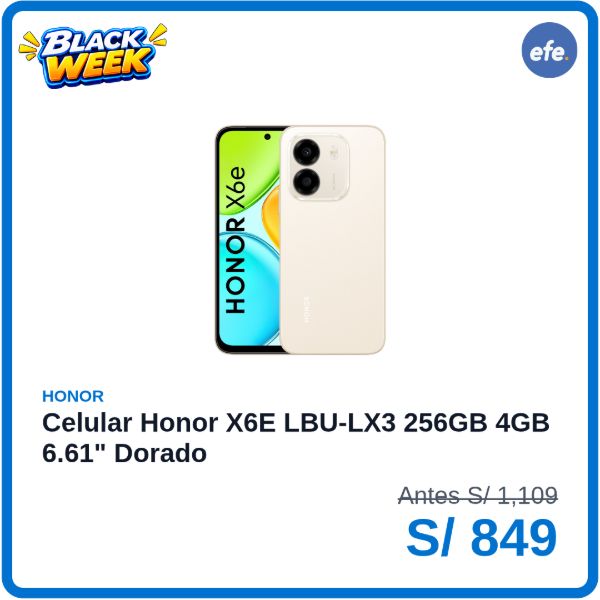 BLACK
WEEK
efe.
HONOR X6e
HONOR
HONOR
Celular Honor X6E LBU-LX3 256GB 4GB
6.61" Dorado
Antes S/ 1,109
S/ 849